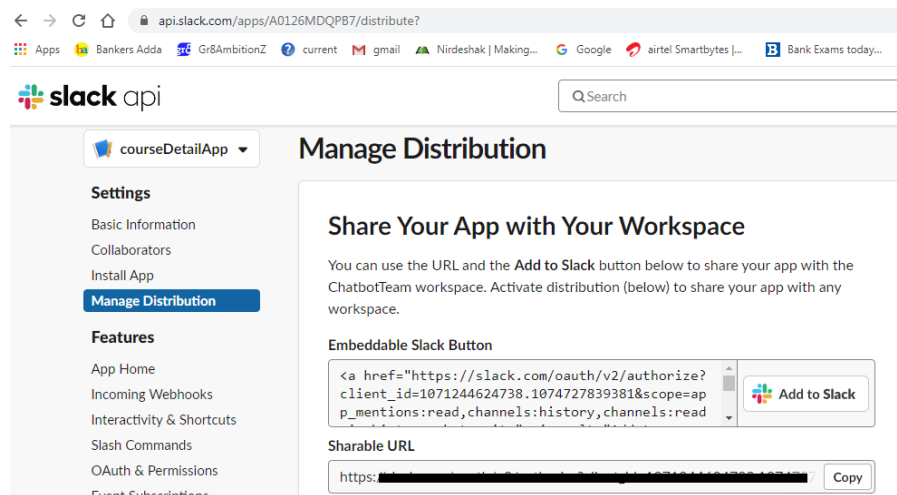 api.slack.com/apps/A0126MDQPB7/distribute?
Apps Bankers Adda Gr8AmbitionZ current gmail Nirdeshak | Making... Google airtel Smartbytes |... Bank Exams today...
slack api
Search
courseDetailApp
Manage Distribution
Settings
Basic Information
Collaborators
Install App
Manage Distribution
Features
App Home
Incoming Webhooks
Interactivity & Shortcuts
Slash Commands
OAuth & Permissions
Event Subscriptions
Share Your App with Your Workspace
You can use the URL and the Add to Slack button below to share your app with the
ChatbotTeam workspace. Activate distribution (below) to share your app with any
workspace.
Embeddable Slack Button
<a href="https://slack.com/oauth/v2/authorize?
client_id=1071244624738.1074727839381&scope=ap
p_mentions:read,channels:history,channels:read
Add to Slack
Sharable URL
https:/
Copy